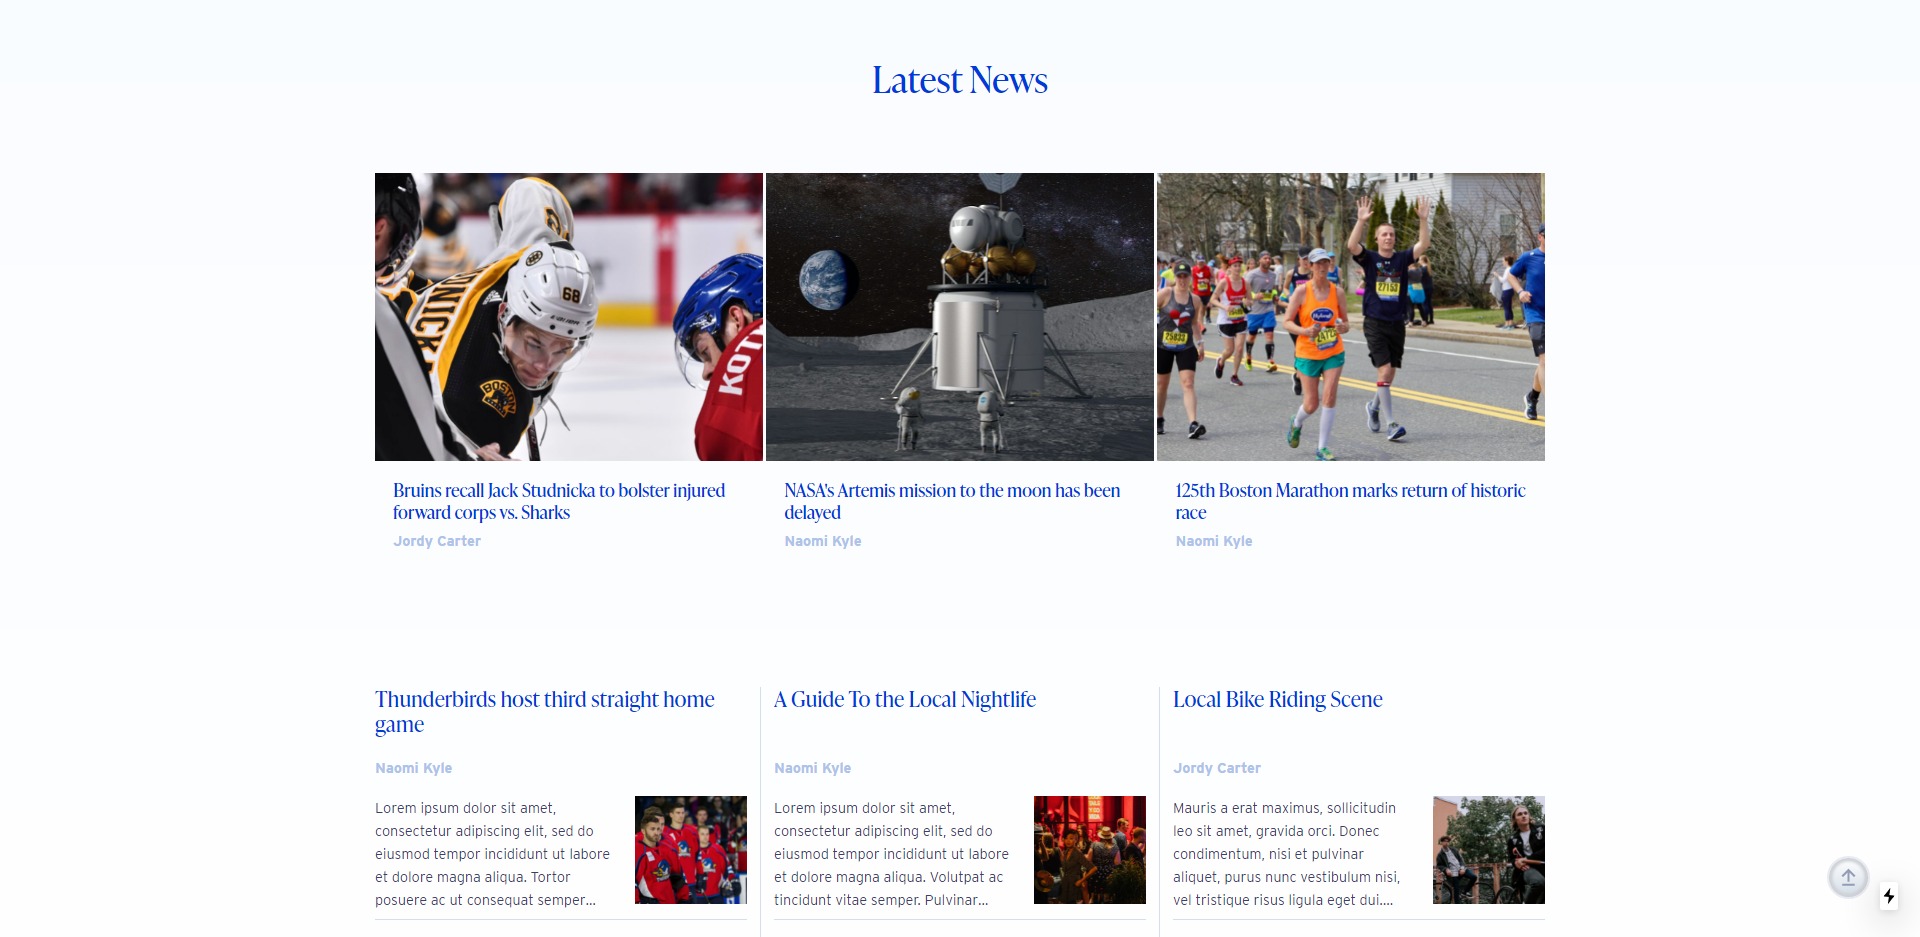 Latest News
68
BOSTON
KOT
27153
25833
Bruins recall Jack Studnicka to bolster injured
forward corps vs. Sharks
Jordy Carter
NASA's Artemis mission to the moon has been
delayed
Naomi Kyle
125th Boston Marathon marks return of historic
race
Naomi Kyle
Thunderbirds host third straight home
game
Naomi Kyle
Lorem ipsum dolor sit amet,
consectetur adipiscing elit, sed do
eiusmod tempor incididunt ut labore
et dolore magna aliqua. Tortor
posuere ac ut consequat semper...
A Guide To the Local Nightlife
Naomi Kyle
Lorem ipsum dolor sit amet,
consectetur adipiscing elit, sed do
eiusmod tempor incididunt ut labore
et dolore magna aliqua. Volutpat ac
tincidunt vitae semper. Pulvinar...
Local Bike Riding Scene
Jordy Carter
Mauris a erat maximus, sollicitudin
leo sit amet, gravida orci. Donec
condimentum, nisi et pulvinar
aliquet, purus nunc vestibulum nisi,
vel tristique risus ligula eget dui....